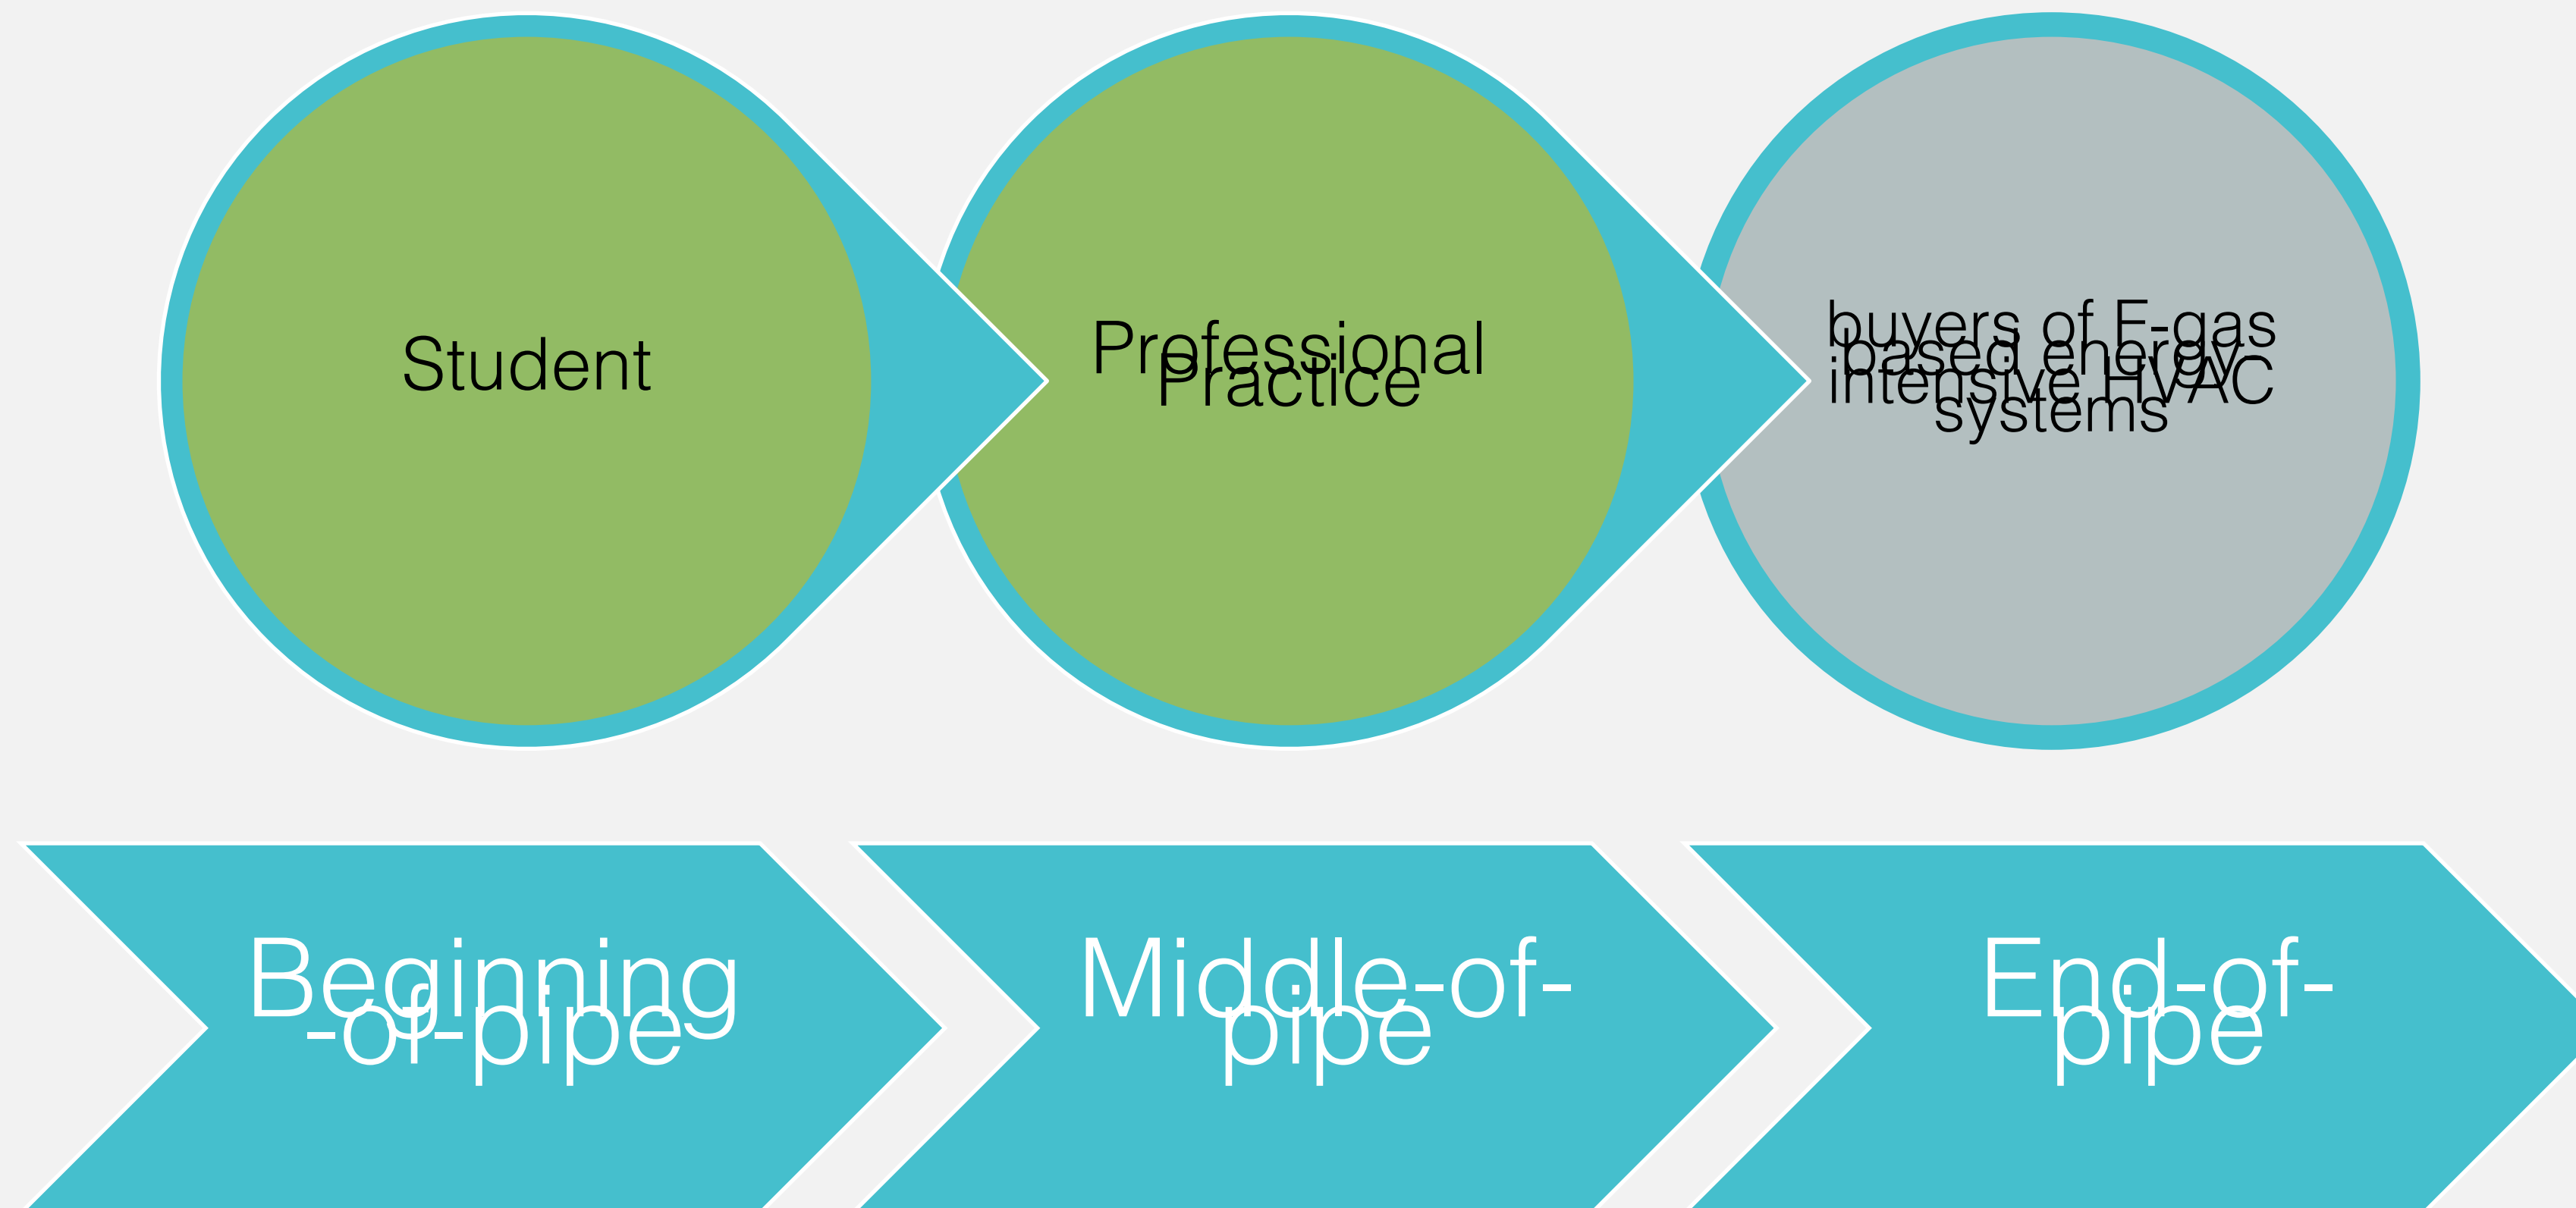 Student
Professional
Practice
buyers of F-gas
based energy-
intensive HVAC
systems
Beginning
-of-pipe
Middle-of-
pipe
End-of-
pipe